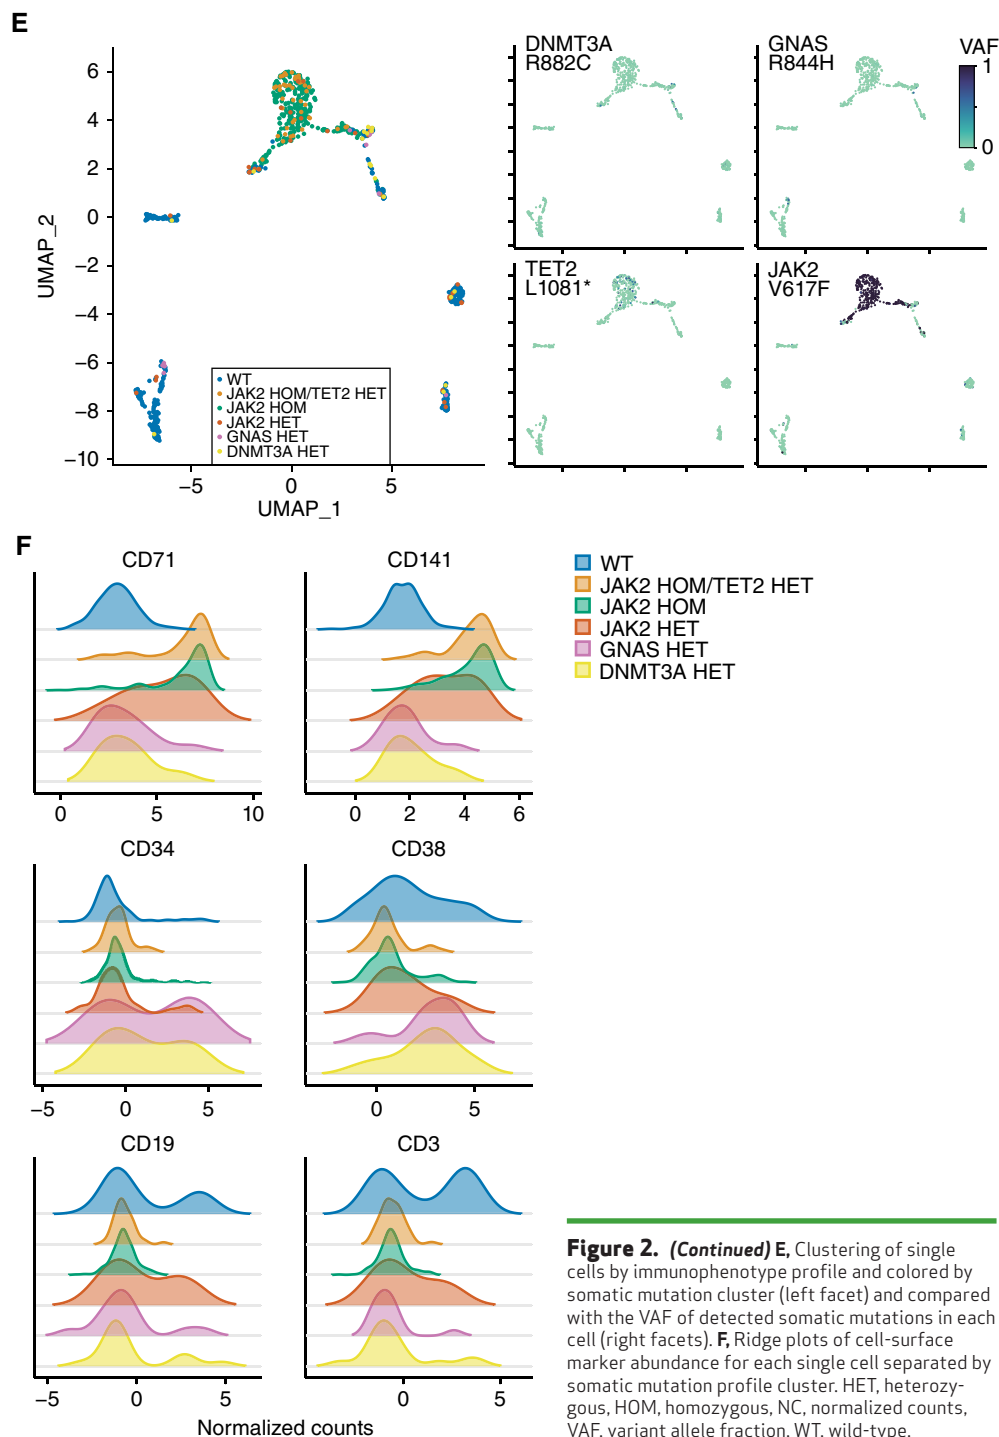 E
DNMT3A
R882C
GNAS
R844H
VAF
1
0
6
4
2
0
−2
−4
−6
−8
−10
UMAP_2
WT
JAK2 HOM/TET2 HET
JAK2 HOM
JAK2 HET
GNAS HET
DNMT3A HET
−5 0 5
UMAP_1
TET2
L1081*
JAK2
V617F
F
CD71
CD141
WT
JAK2 HOM/TET2 HET
JAK2 HOM
JAK2 HET
GNAS HET
DNMT3A HET
0 5 10
0 2 4 6
CD34
CD38
−5 0 5
0 5
CD19
CD3
−5 0 5
0 5
Normalized counts
Figure 2. (Continued) E, Clustering of single
cells by immunophenotype profile and colored by
somatic mutation cluster (left facet) and compared
with the VAF of detected somatic mutations in each
cell (right facets). F, Ridge plots of cell-surface
marker abundance for each single cell separated by
somatic mutation profile cluster. HET, heterozy-
gous, HOM, homozygous, NC, normalized counts,
VAF, variant allele fraction, WT, wild-type.